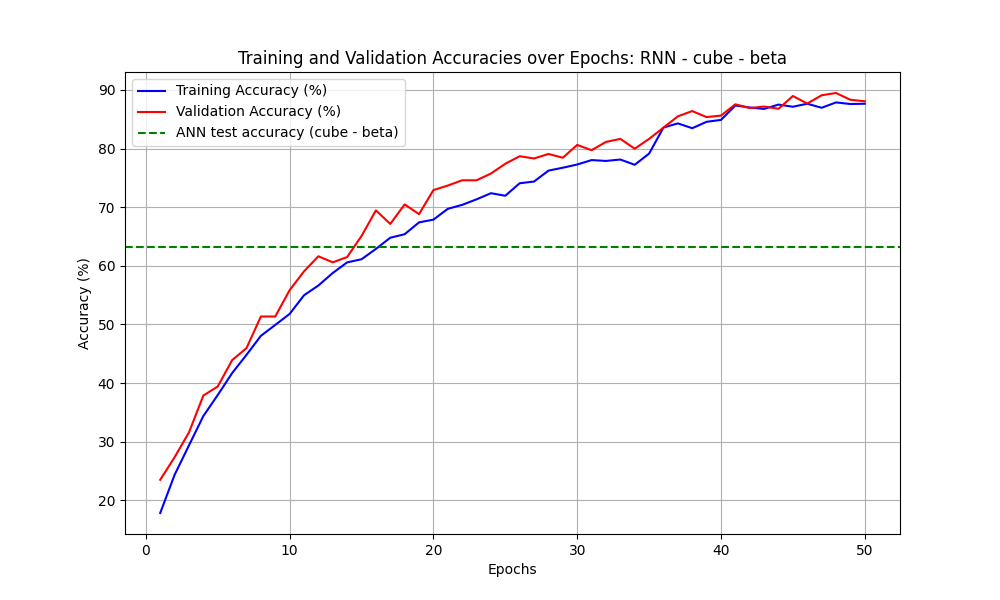 Training and Validation Accuracies over Epochs: RNN - cube - beta
Training Accuracy (%)
Validation Accuracy (%)
ANN test accuracy (cube - beta)
Accuracy (%)
90
80
70
60
50
40
30
20
0 10 20 30 40 50
Epochs